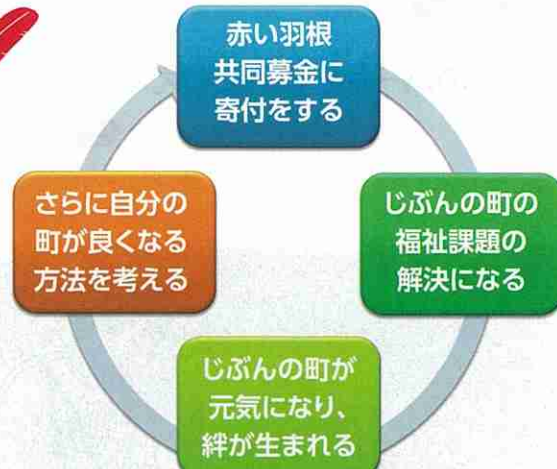 赤い羽根
共同募金に
寄付をする
じぶんの町の
福祉課題の
解決になる
じぶんの町が
元気になり、
絆が生まれる
さらに自分の
町が良くなる
方法を考える